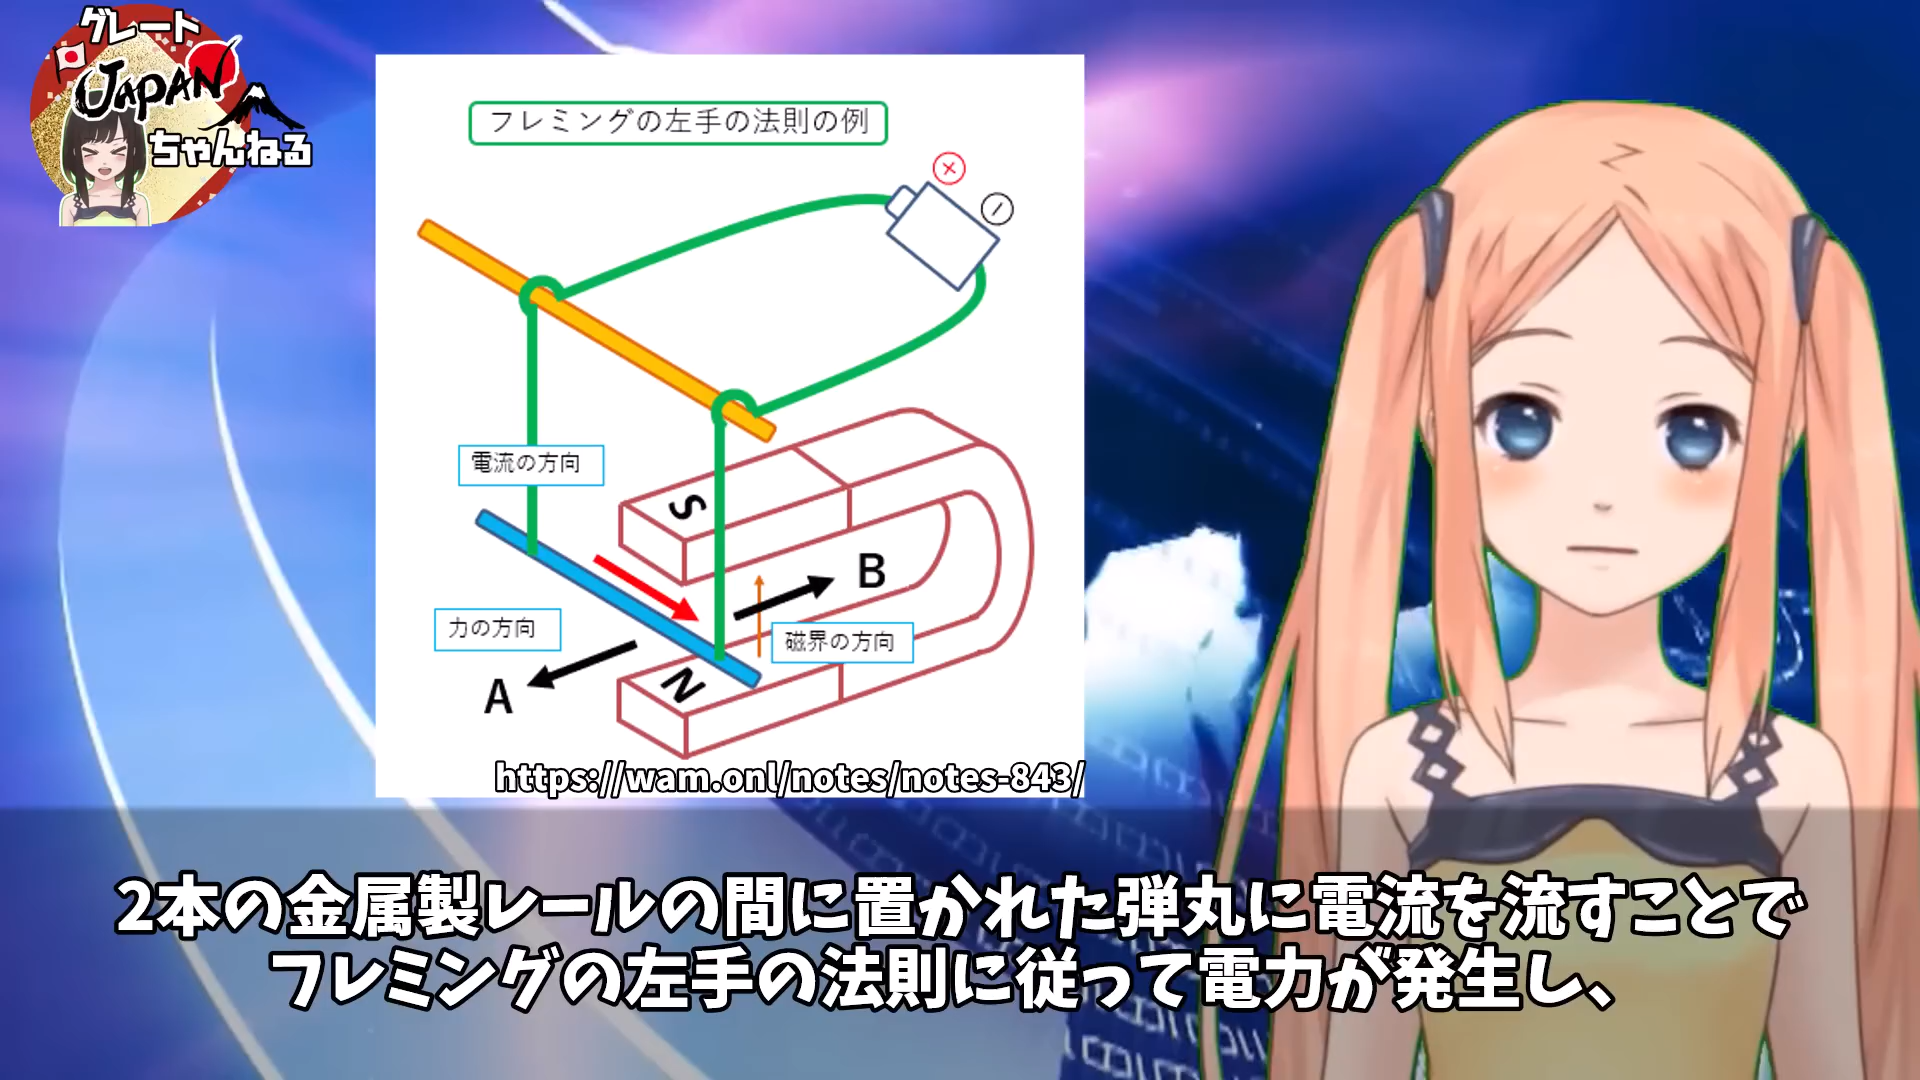 グレート
JAPAN
ちゃんねる
フレミングの左手の法則の例
電流の方向
S
B
力の方向
磁界の方向
A
N
https://wam.onl/notes/notes-843/
2本の金属製レールの間に置かれた弾丸に電流を流すことで
フレミングの左手の法則に従って電力が発生し、